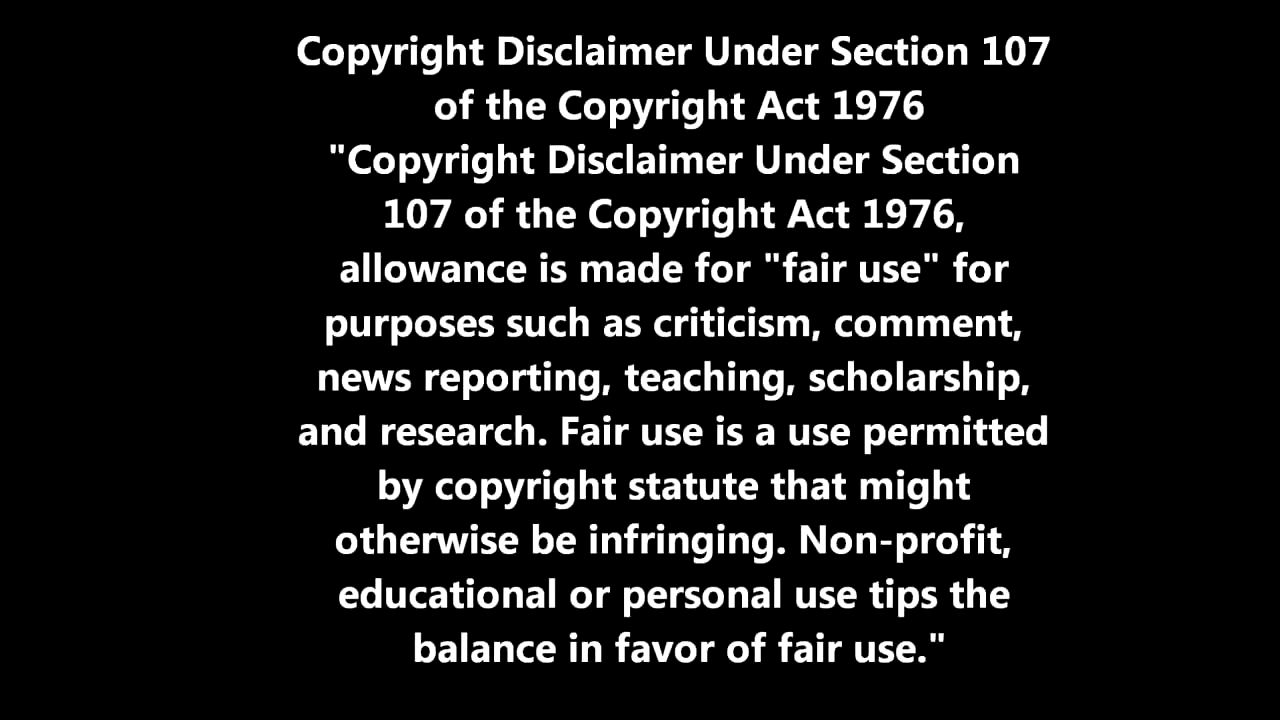 Copyright Disclaimer Under Section 107
of the Copyright Act 1976
"Copyright Disclaimer Under Section
107 of the Copyright Act 1976,
allowance is made for "fair use" for
purposes such as criticism, comment,
news reporting, teaching, scholarship,
and research. Fair use is a use permitted
by copyright statute that might
otherwise be infringing. Non-profit,
educational or personal use tips the
balance in favor of fair use."